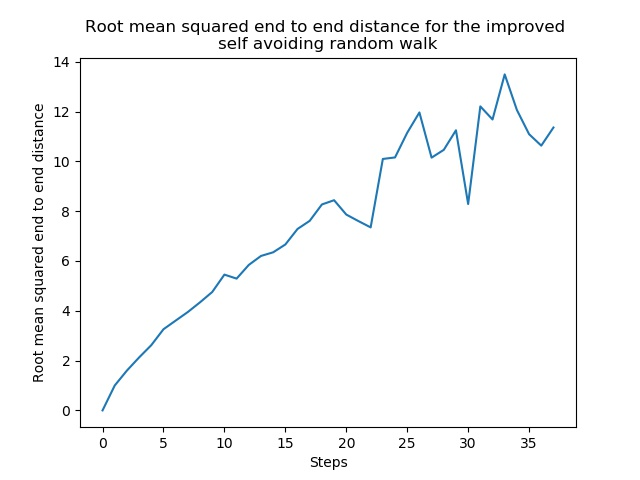 Root mean squared end to end distance for the improved
self avoiding random walk
14
12
10
8
6
4
2
0
Root mean squared end to end distance
0 5 10 15 20 25 30 35
Steps